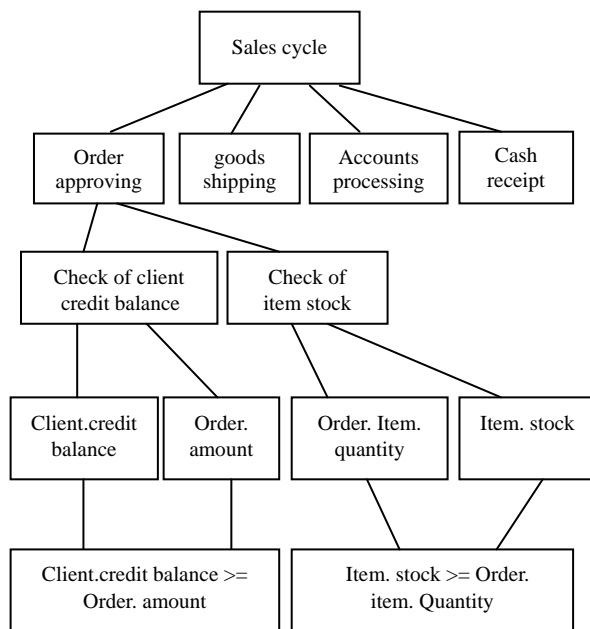 Sales cycle
Order
approving
goods
shipping
Accounts
processing
Cash
receipt
Check of client
credit balance
Check of
item stock
Client.credit
balance
Order.
amount
Order. Item.
quantity
Item. stock
Client.credit balance >=
Order. amount
Item. stock >= Order.
item. Quantity